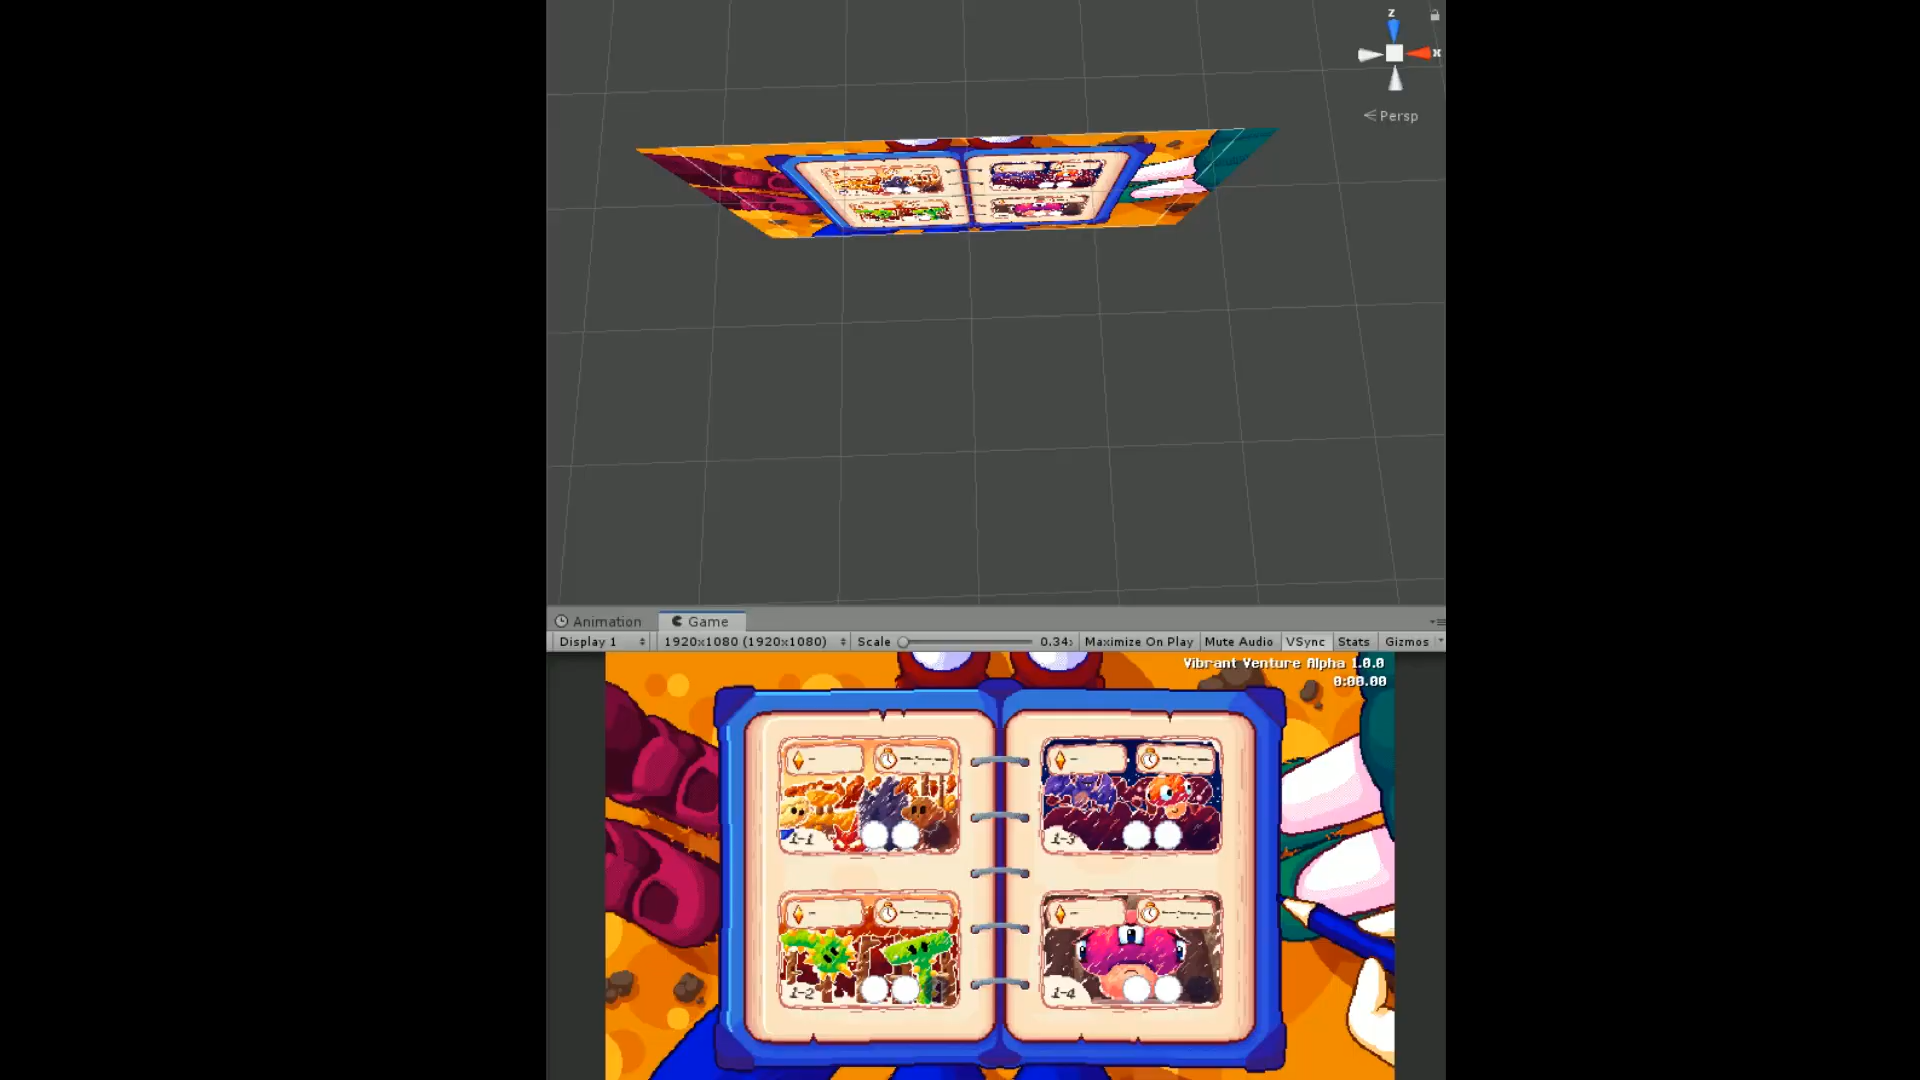 z
x
Persp
Animation
Game
Display 1
1920x1080 (1920x1080)
Scale
0.34
Maximize On Play
Mute Audio
VSync
Stats
Gizmos
Vibrant Venture Alpha 1.0.0
0:00.00
1-1
1-3
1-2
1-4